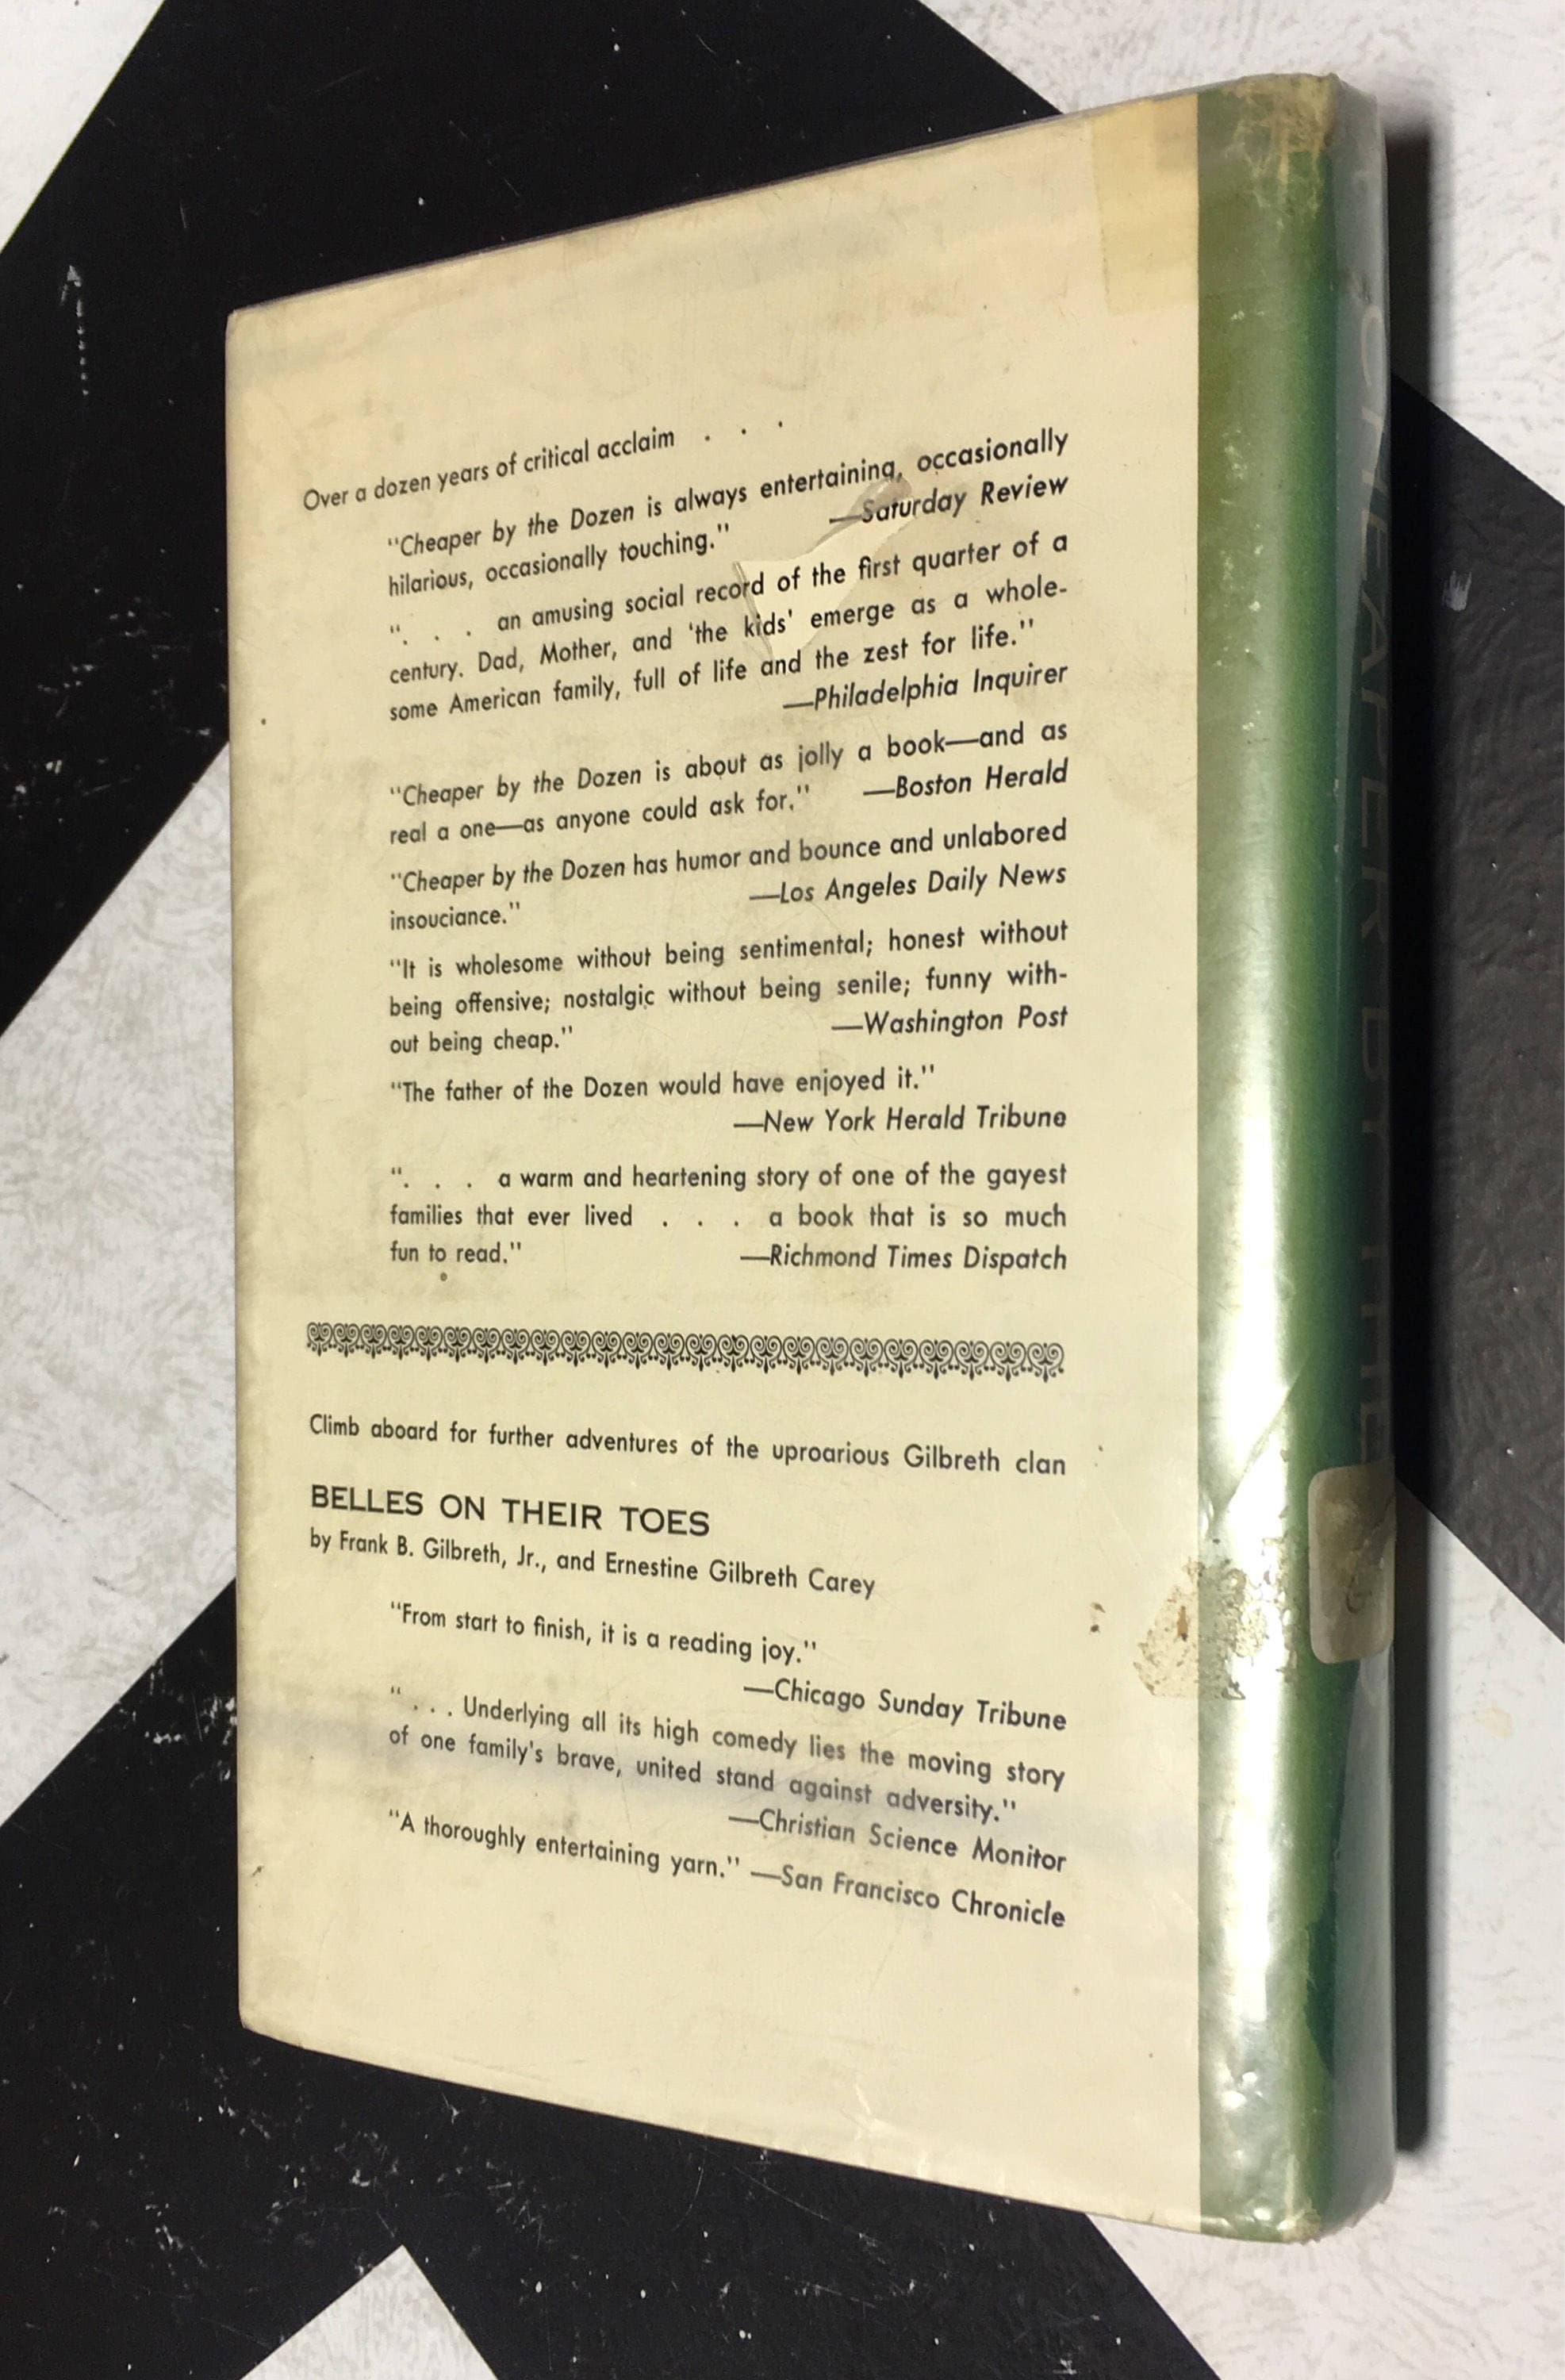 Over a dozen years of critical acclaim . . .
"Cheaper by the Dozen is always entertaining, occasionally
hilarious, occasionally touching." —Saturday Review
". . . an amusing social record of the first quarter of a
century. Dad, Mother, and 'the kids' emerge as a whole-
some American family, full of life and the zest for life."
—Philadelphia Inquirer
"Cheaper by the Dozen is about as jolly a book—and as
real a one—as anyone could ask for." —Boston Herald
"Cheaper by the Dozen has humor and bounce and unlabored
insouciance." —Los Angeles Daily News
"It is wholesome without being sentimental; honest without
being offensive; nostalgic without being senile; funny with-
out being cheap." —Washington Post
"The father of the Dozen would have enjoyed it."
—New York Herald Tribune
". . . a warm and heartening story of one of the gayest
families that ever lived . . . a book that is so much
fun to read." —Richmond Times Dispatch
Climb aboard for further adventures of the uproarious Gilbreth clan
BELLES ON THEIR TOES
by Frank B. Gilbreth, Jr., and Ernestine Gilbreth Carey
"From start to finish, it is a reading joy."
—Chicago Sunday Tribune
". . . Underlying all its high comedy lies the moving story
of one family's brave, united stand against adversity."
—Christian Science Monitor
"A thoroughly entertaining yarn." —San Francisco Chronicle
CHEAPER BY THE